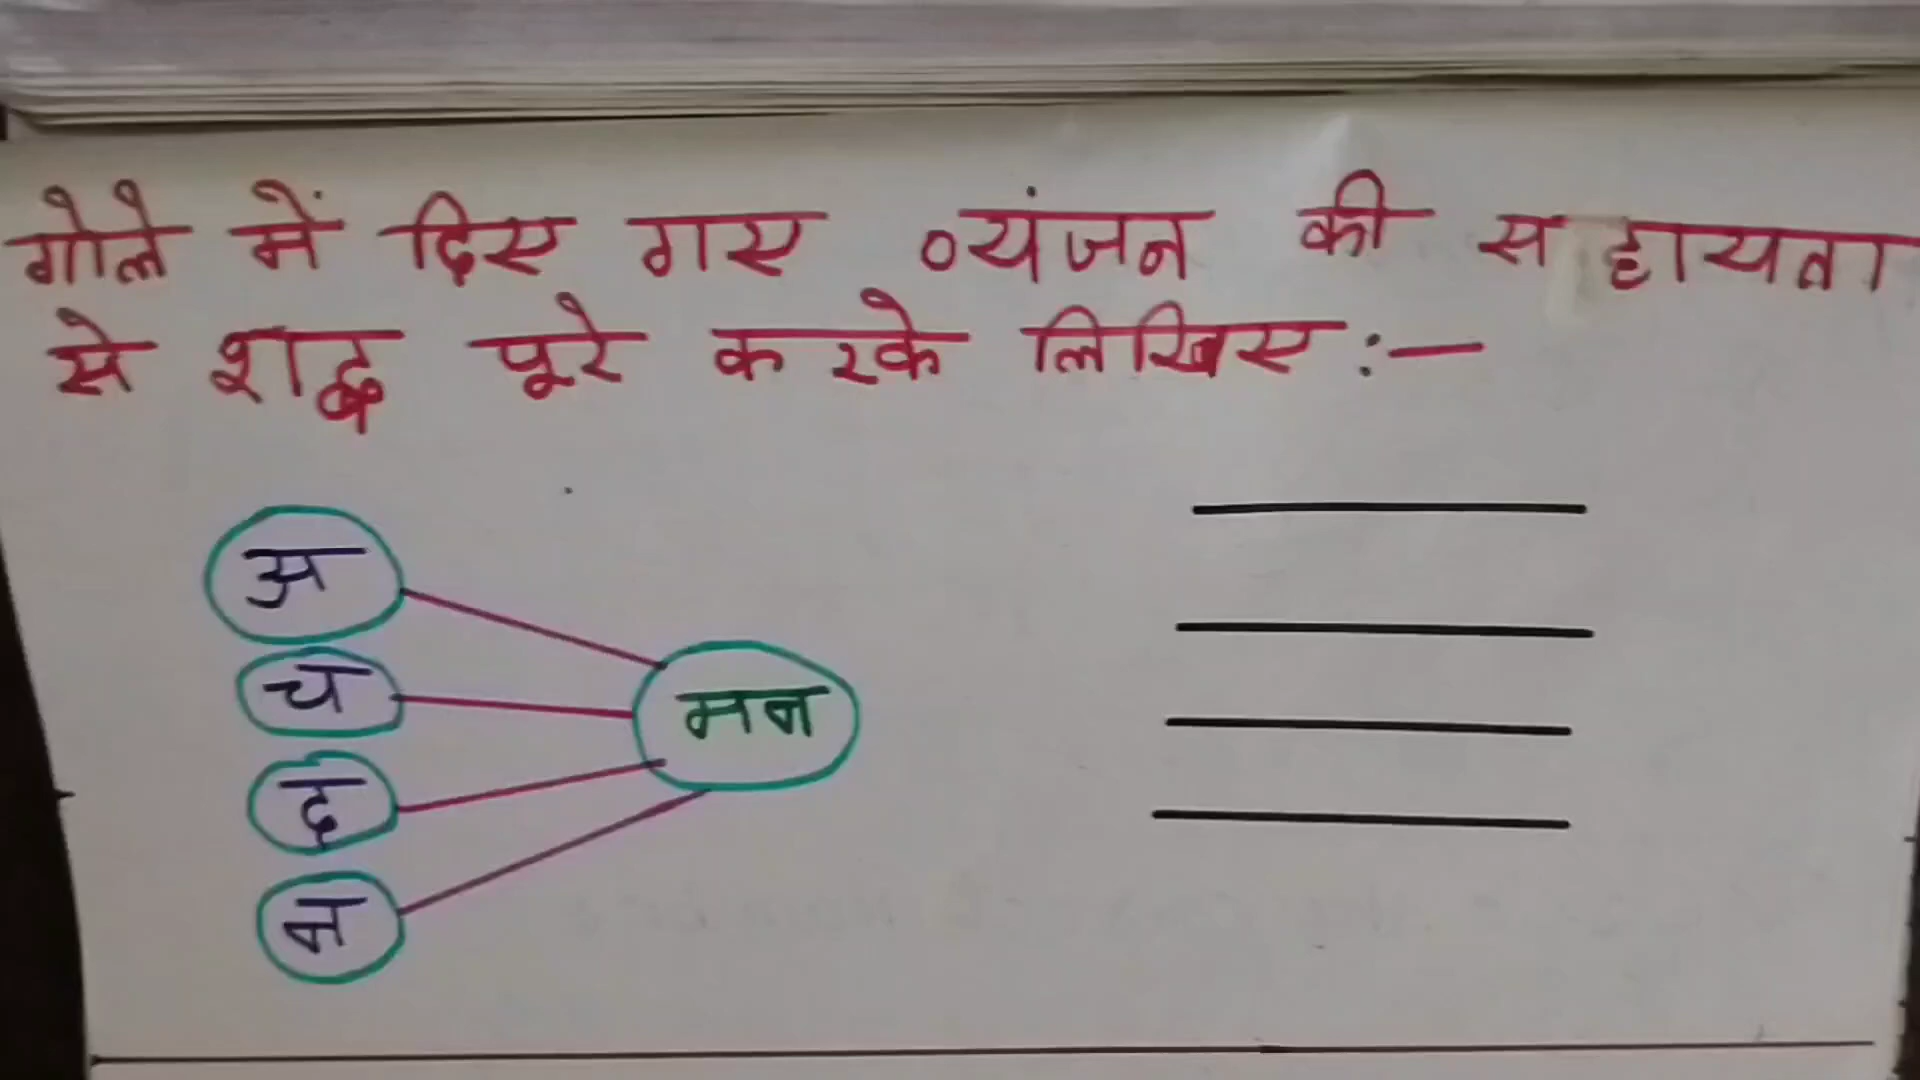 गोले में दिए गए व्यंजन की सहायता
से शब्द पूरे करके लिखिए :—
अ
च
मन
द
न